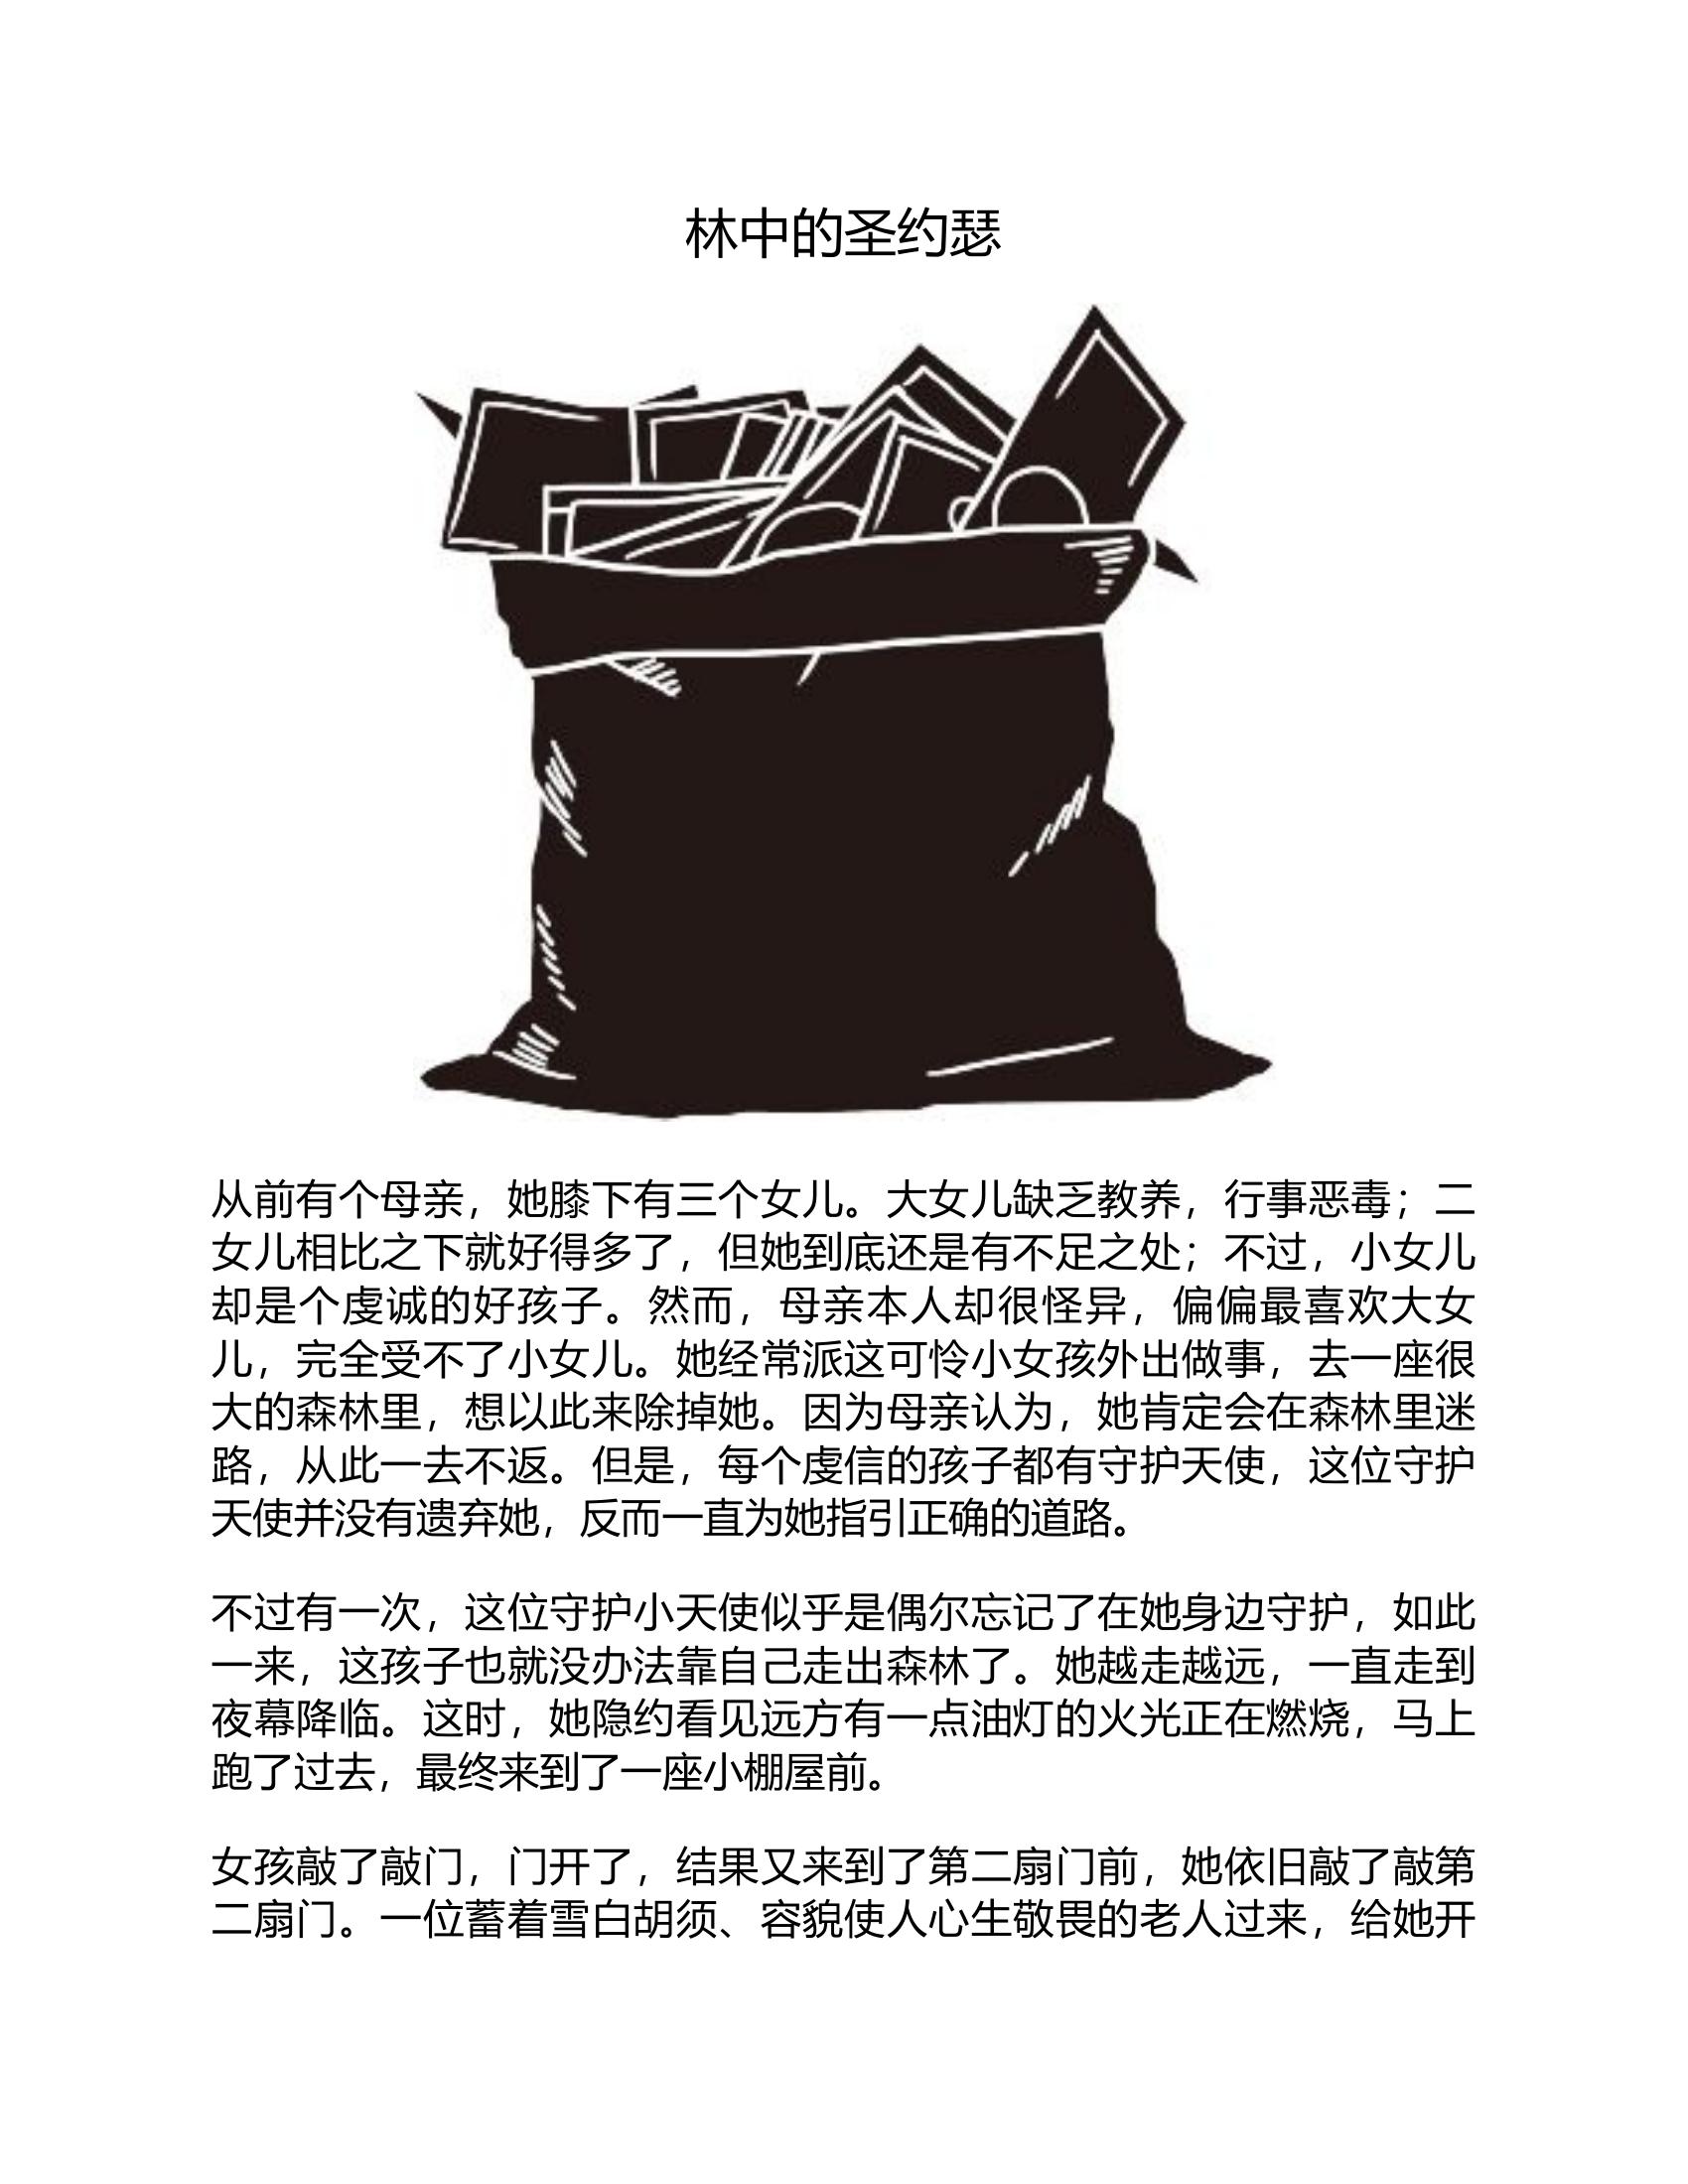 林中的圣约瑟
从前有个母亲，她膝下有三个女儿。大女儿缺乏教养，行事恶毒；二
女儿相比之下就好得多了，但她到底还是有不足之处；不过，小女儿
却是个虔诚的好孩子。然而，母亲本人却很怪异，偏偏最喜欢大女
儿，完全受不了小女儿。她经常派这可怜小女孩外出做事，去一座很
大的森林里，想以此来除掉她。因为母亲认为，她肯定会在森林里迷
路，从此一去不返。但是，每个虔信的孩子都有守护天使，这位守护
天使并没有遗弃她，反而一直为她指引正确的道路。
不过有一次，这位守护小天使似乎是偶尔忘记了在她身边守护，如此
一来，这孩子也就没办法靠自己走出森林了。她越走越远，一直走到
夜幕降临。这时，她隐约看见远方有一点油灯的火光正在燃烧，马上
跑了过去，最终来到了一座小棚屋前。
女孩敲了敲门，门开了，结果又来到了第二扇门前，她依旧敲了敲第
二扇门。一位蓄着雪白胡须、容貌使人心生敬畏的老人过来，给她开